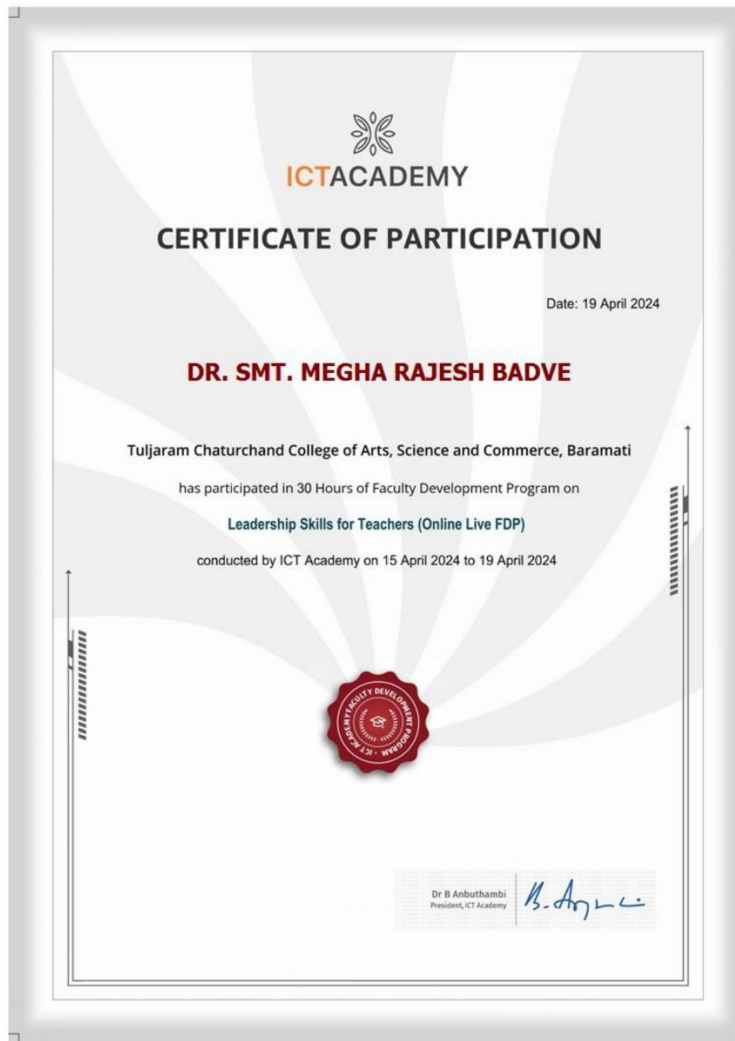 ICTACADEMY
CERTIFICATE OF PARTICIPATION
Date: 19 April 2024
DR. SMT. MEGHA RAJESH BADVE
Tuljaram Chaturchand College of Arts, Science and Commerce, Baramati
has participated in 30 Hours of Faculty Development Program on
Leadership Skills for Teachers (Online Live FDP)
conducted by ICT Academy on 15 April 2024 to 19 April 2024
ICT ACADEMY FACULTY DEVELOPMENT PROGRAM
Dr B Anbuthambi
President, ICT Academy